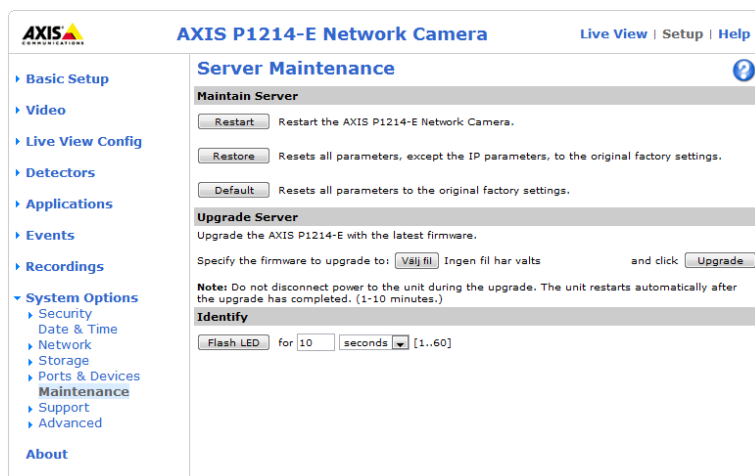 AXIS
COMMUNICATIONS
AXIS P1214-E Network Camera
Live View | Setup | Help
Basic Setup
Video
Live View Config
Detectors
Applications
Events
Recordings
System Options
Security
Date & Time
Network
Storage
Ports & Devices
Maintenance
Support
Advanced
About
Server Maintenance
?
Maintain Server
Restart Restart the AXIS P1214-E Network Camera.
Restore Resets all parameters, except the IP parameters, to the original factory settings.
Default Resets all parameters to the original factory settings.
Upgrade Server
Upgrade the AXIS P1214-E with the latest firmware.
Specify the firmware to upgrade to: Välj fil Ingen fil har valts and click Upgrade
Note: Do not disconnect power to the unit during the upgrade. The unit restarts automatically after
the upgrade has completed. (1-10 minutes.)
Identify
Flash LED for 10 seconds [1..60]